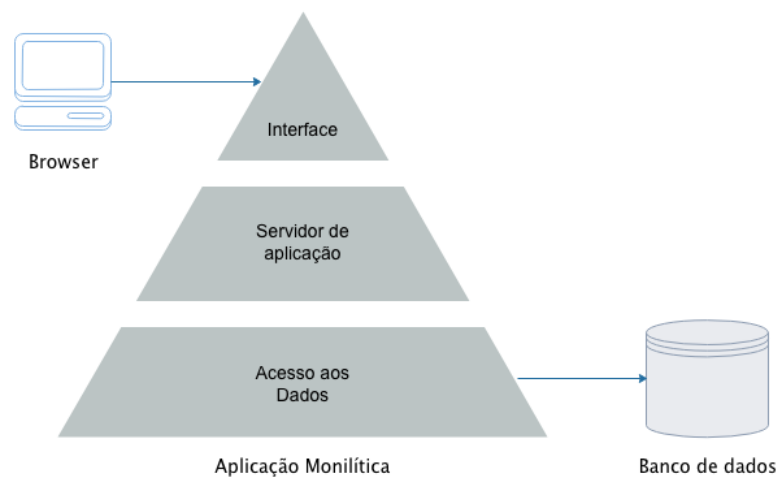 Interface
Browser
Servidor de
aplicação
Acesso aos
Dados
Aplicação Monilítica
Banco de dados